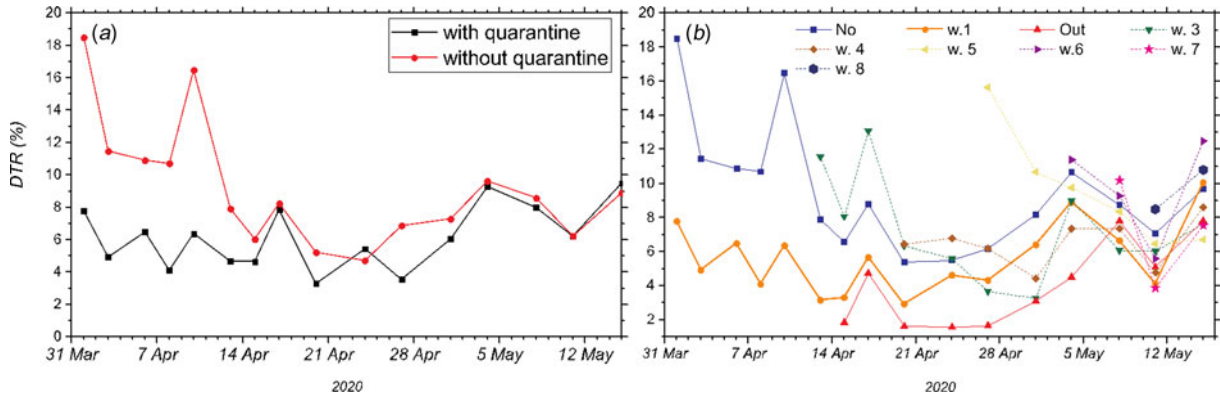 (a)
with quarantine
without quarantine
DTR (%)
20
18
16
14
12
10
8
6
4
2
0
31 Mar 7 Apr 14 Apr 21 Apr 28 Apr 5 May 12 May
2020
(b)
No w.1 Out w. 3
w. 4 w. 5 w.6 w. 7
w. 8
20
18
16
14
12
10
8
6
4
2
31 Mar 7 Apr 14 Apr 21 Apr 28 Apr 5 May 12 May
2020